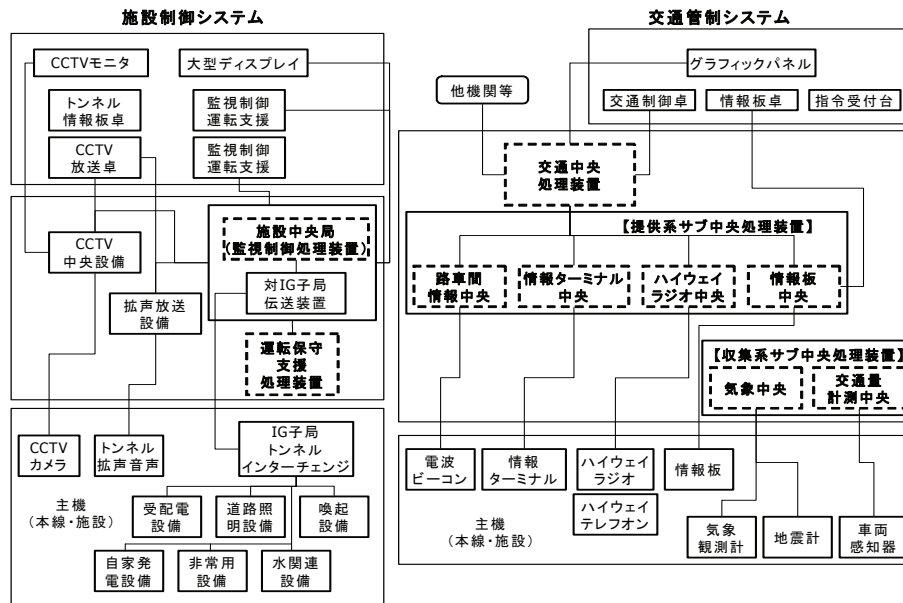 施設制御システム
CCTVモニタ
大型ディスプレイ
トンネル
情報板卓
監視制御
運転支援
CCTV
放送卓
監視制御
運転支援
施設中央局
(監視制御処理装置)
CCTV
中央設備
対IG子局
伝送装置
拡声放送
設備
運転保守
支援
処理装置
CCTV
カメラ
トンネル
拡声音声
IG子局
トンネル
インターチェンジ
主機
(本線・施設)
受配電
設備
道路照
明設備
喚起
設備
自家発
電設備
非常用
設備
水関連
設備
交通管制システム
グラフィックパネル
他機関等
交通制御卓
情報板卓
指令受付台
交通中央
処理装置
【提供系サブ中央処理装置】
路車間
情報中央
情報ターミナル
中央
ハイウェイ
ラジオ中央
情報板
中央
【収集系サブ中央処理装置】
気象中央
交通量
計測中央
電波
ビーコン
情報
ターミナル
ハイウェイ
ラジオ
情報板
ハイウェイ
テレフオン
主機
(本線・施設)
気象
観測計
地震計
車両
感知器